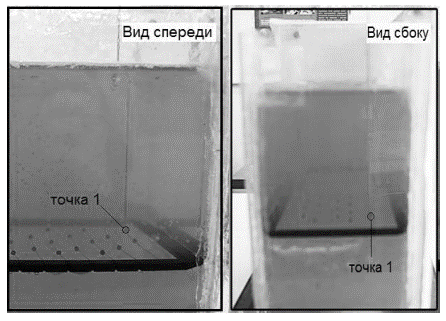 Вид спереди
точка 1
Вид сбоку
точка 1